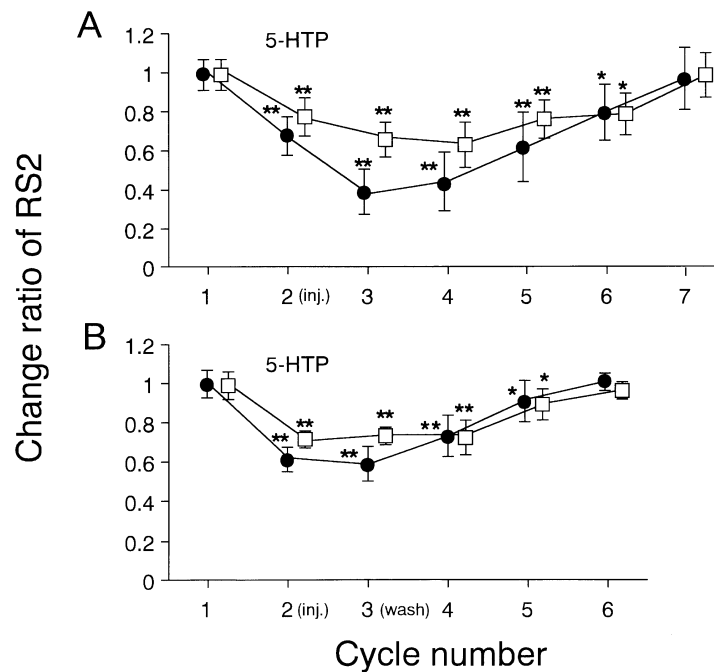 A
5-HTP
1.2
1
0.8
0.6
0.4
0.2
0
** ** ** ** ** ** ** ** * *
1 2 (inj.) 3 4 5 6 7
Change ratio of RS2
B
5-HTP
1.2
1
0.8
0.6
0.4
0.2
0
** ** ** ** ** ** * *
1 2 (inj.) 3 (wash) 4 5 6
Cycle number